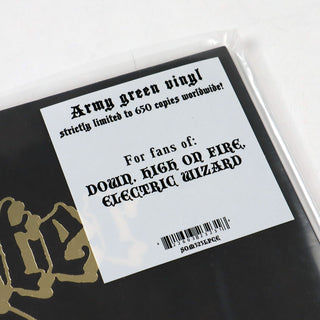 Army green vinyl
strictly limited to 650 copies worldwide!
For fans of:
DOWN, HIGH ON FIRE,
ELECTRIC WIZARD